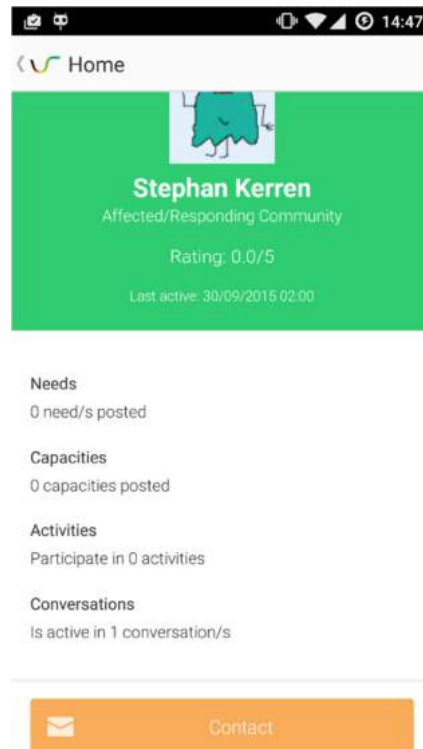 14:47
Home
Stephan Kerren
Affected/Responding Community
Rating: 0.0/5
Last active: 30/09/2015 02:00
Needs
0 need/s posted
Capacities
0 capacities posted
Activities
Participate in 0 activities
Conversations
Is active in 1 conversation/s
Contact